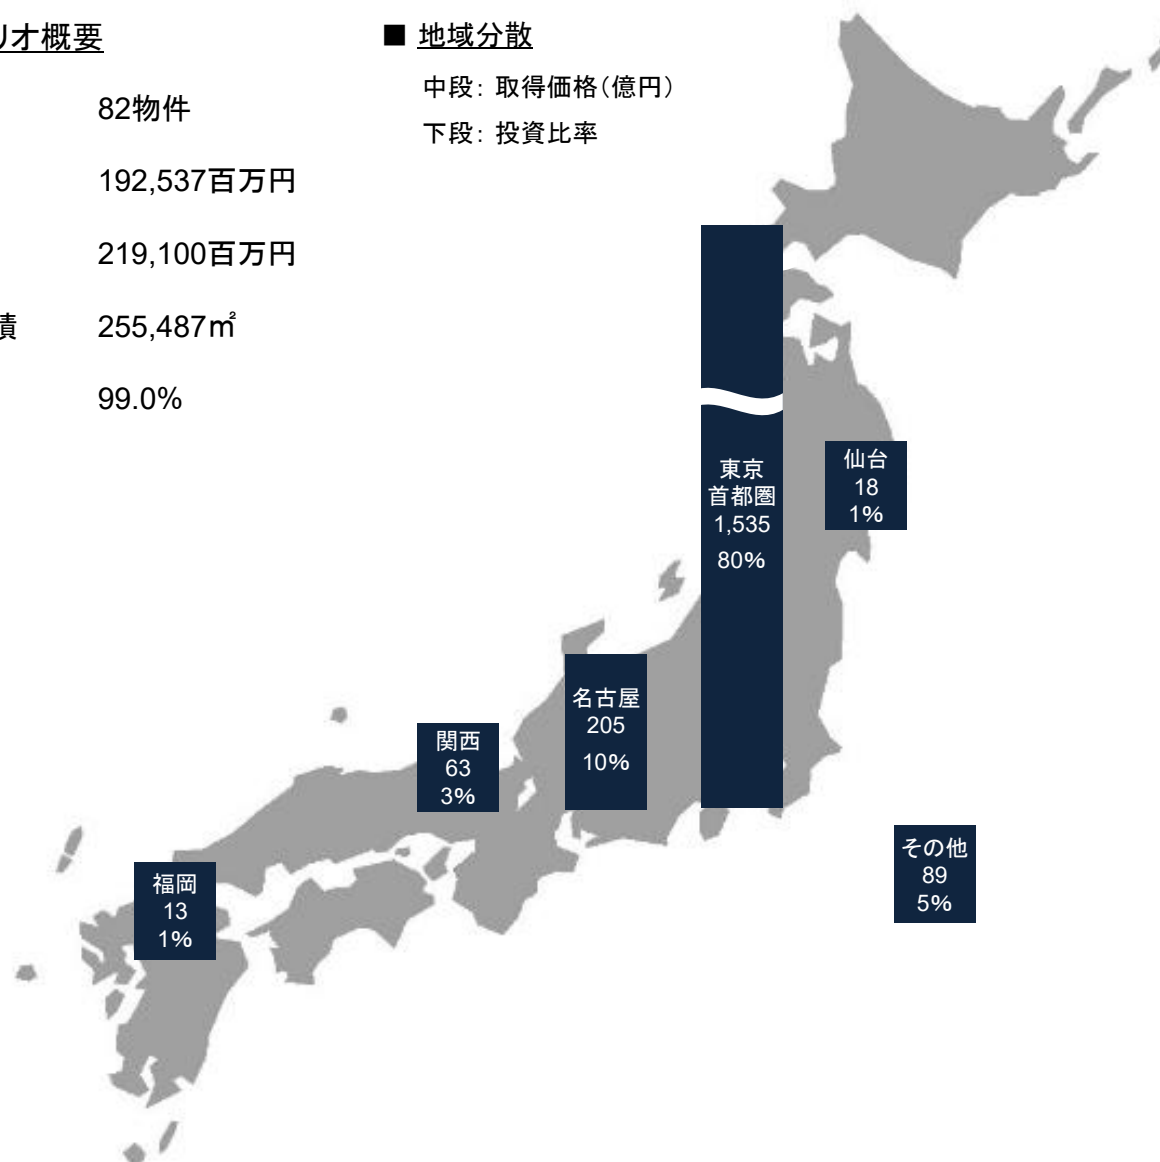 リオ概要
82物件
192,537百万円
219,100百万円
積 255,487㎡
99.0%
■ 地域分散
中段: 取得価格(億円)
下段: 投資比率
東京
首都圏
1,535
80%
仙台
18
1%
名古屋
205
10%
関西
63
3%
その他
89
5%
福岡
13
1%